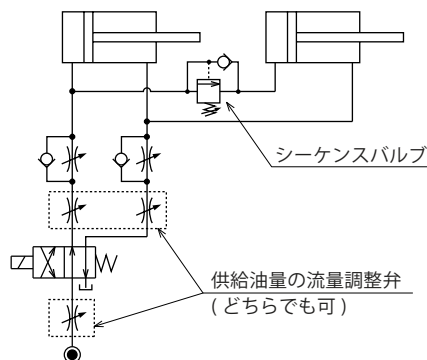 シーケンスバルブ
供給油量の流量調整弁
(どちらでも可)